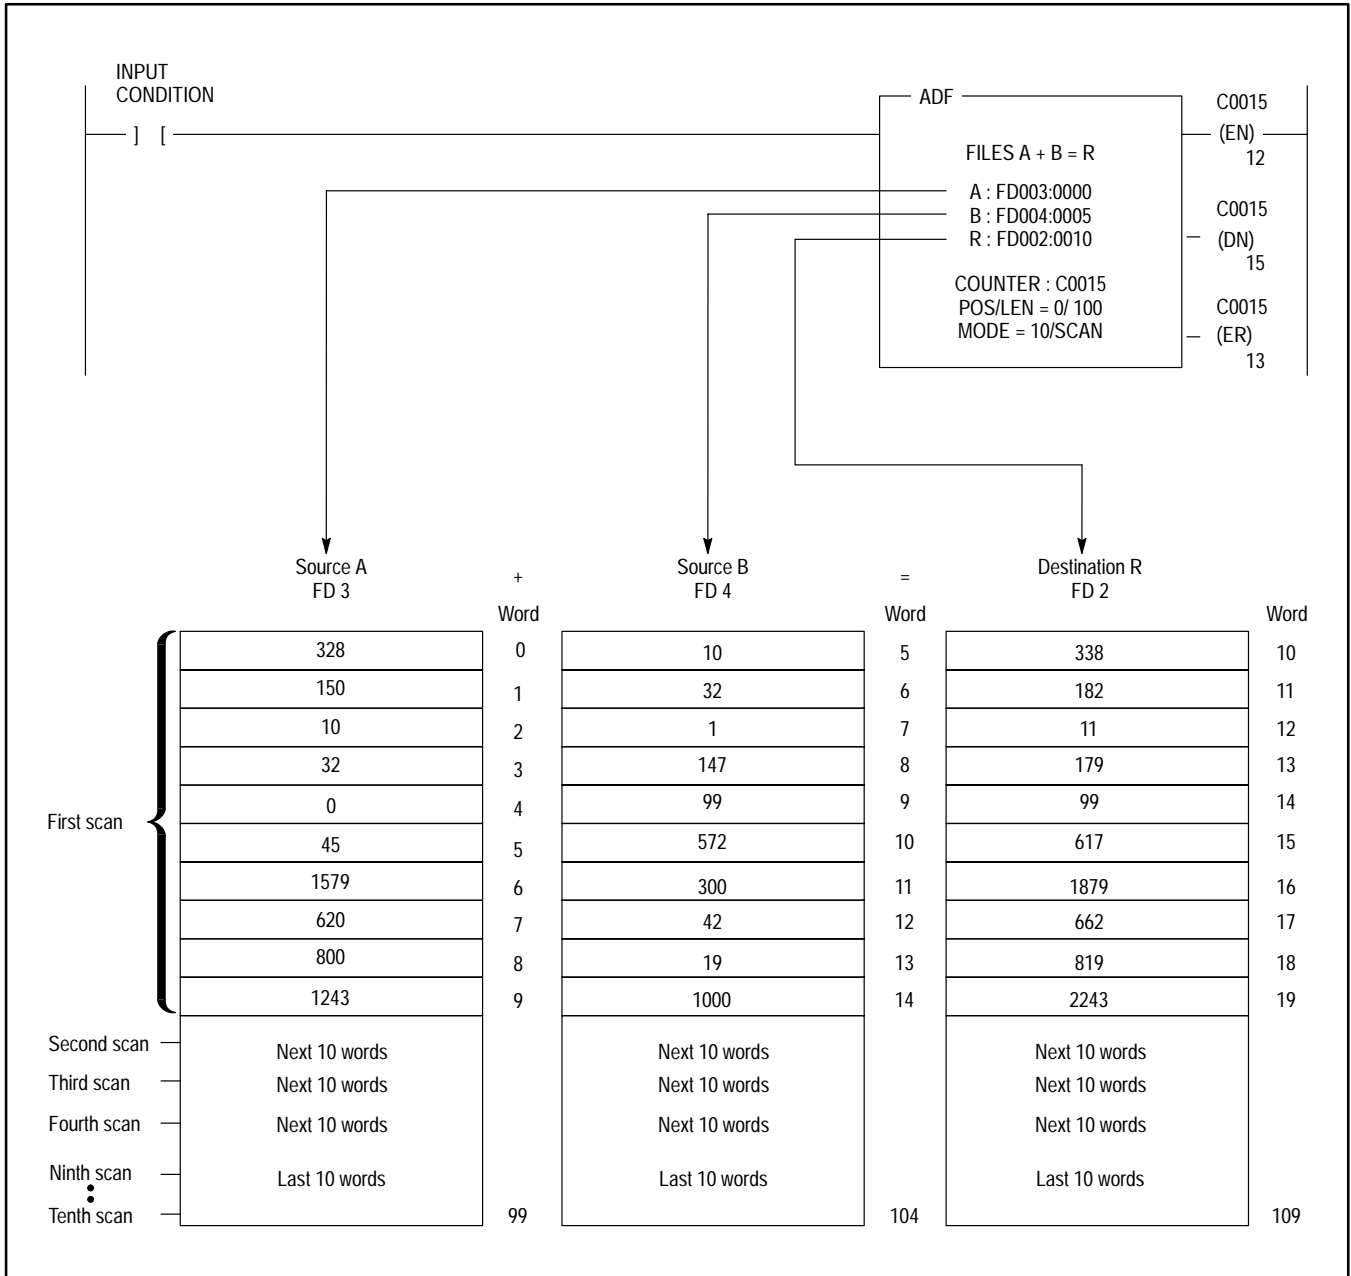 INPUT
CONDITION
] [
ADF
FILES A + B = R
A : FD003:0000
B : FD004:0005
R : FD002:0010
COUNTER : C0015
POS/LEN = 0/ 100
MODE = 10/SCAN
C0015
(EN)
12
C0015
(DN)
15
C0015
(ER)
13
Source A + Source B = Destination R
FD 3 FD 4 FD 2
Word Word Word
328 0 10 5 338 10
150 1 32 6 182 11
10 2 1 7 11 12
32 3 147 8 179 13
0 4 99 9 99 14
First scan
45 5 572 10 617 15
1579 6 300 11 1879 16
620 7 42 12 662 17
800 8 19 13 819 18
1243 9 1000 14 2243 19
Second scan Next 10 words Next 10 words Next 10 words
Third scan Next 10 words Next 10 words Next 10 words
Fourth scan Next 10 words Next 10 words Next 10 words
Ninth scan Last 10 words Last 10 words Last 10 words
Tenth scan 99 104 109